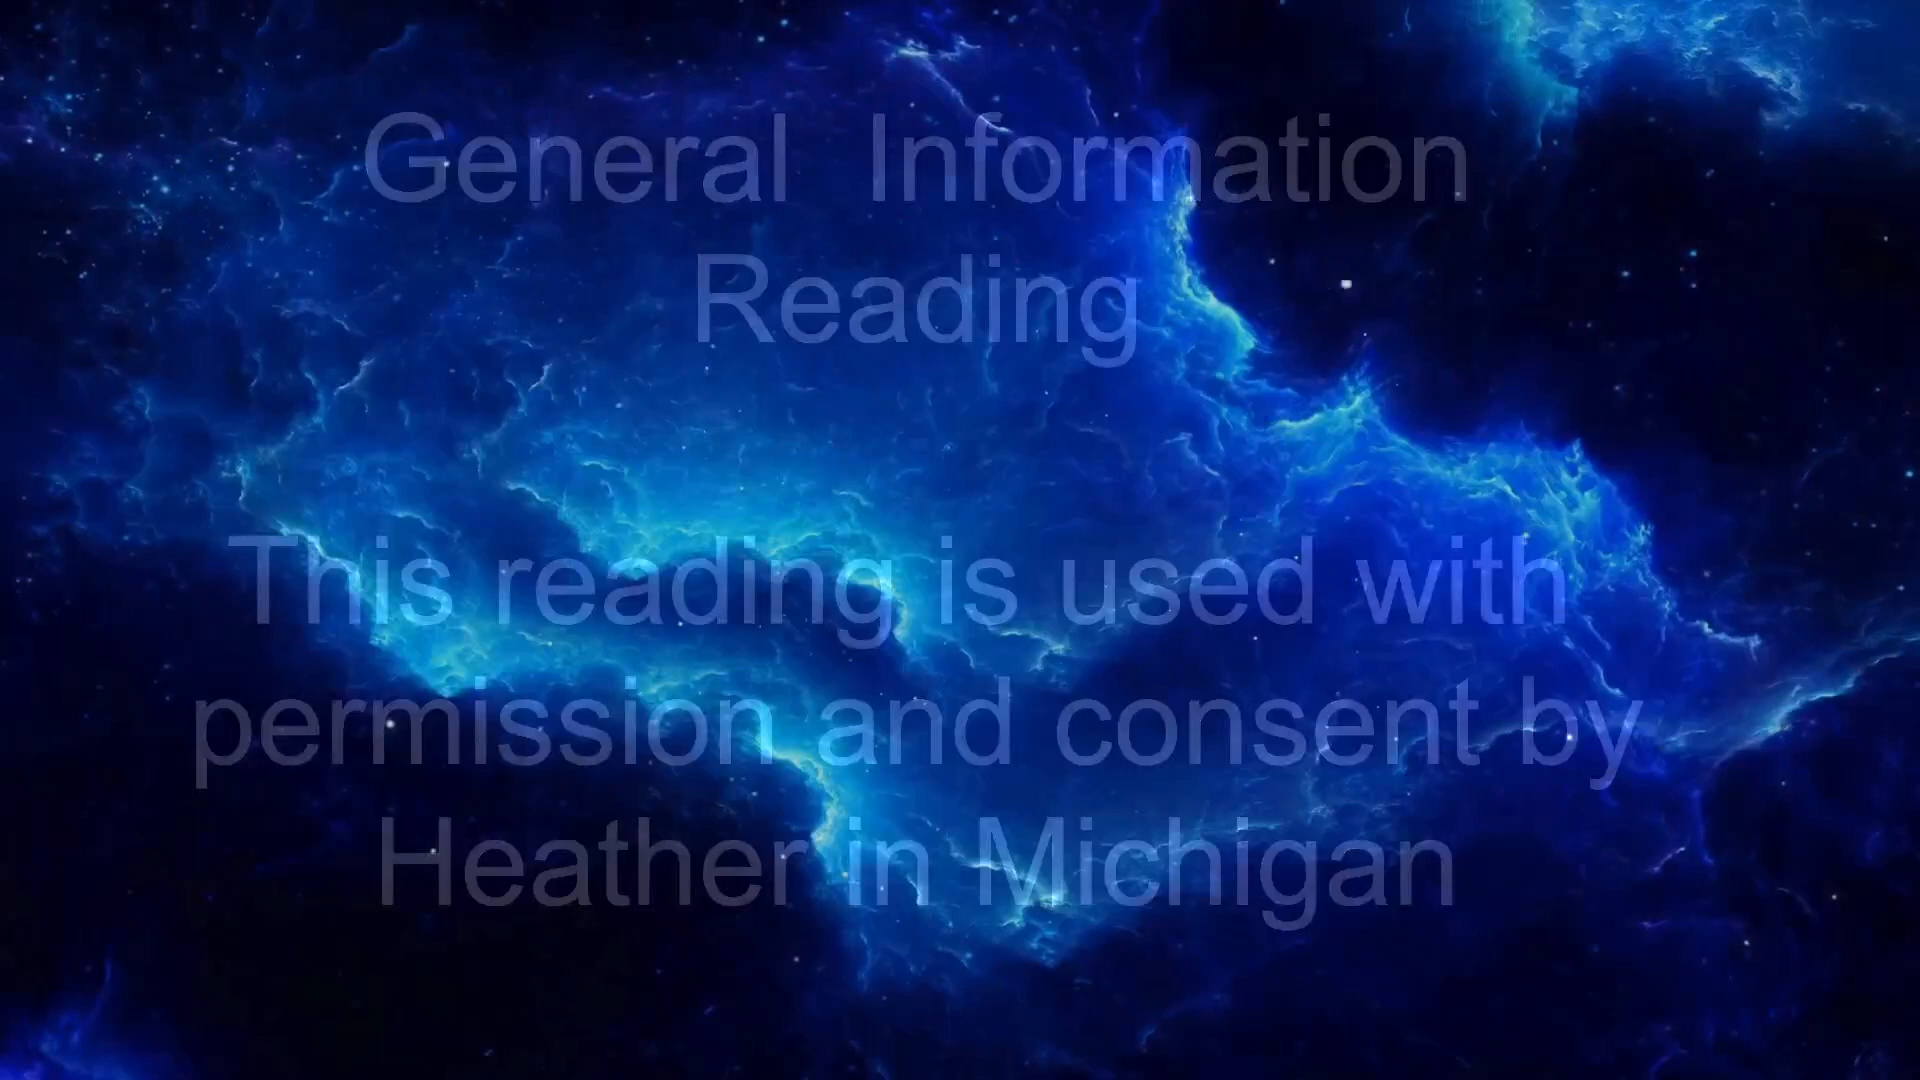 General Information
Reading
This reading is used with
permission and consent by
Heather in Michigan